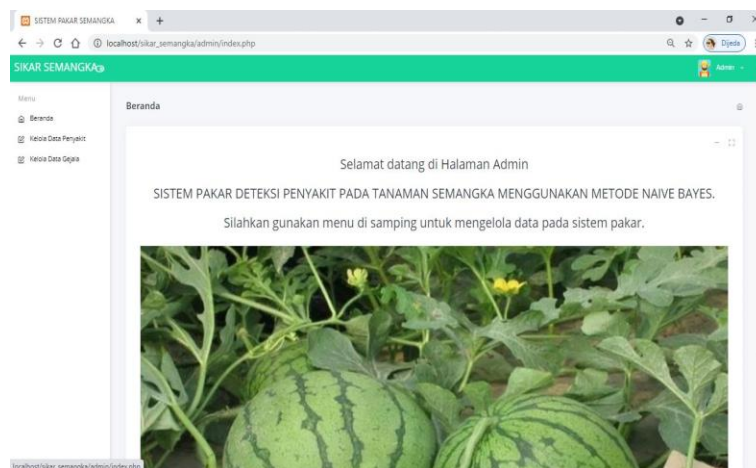 SISTEM PAKAR SEMANGKA
localhost/sikar_semangka/admin/index.php
Dijeda
SIKAR SEMANGKA
Admin
Menu
Beranda
Beranda
Kelola Data Penyakit
Kelola Data Gejala
Selamat datang di Halaman Admin
SISTEM PAKAR DETEKSI PENYAKIT PADA TANAMAN SEMANGKA MENGGUNAKAN METODE NAIVE BAYES.
Silahkan gunakan menu di samping untuk mengelola data pada sistem pakar.
localhost/sikar_semangka/admin/index.php